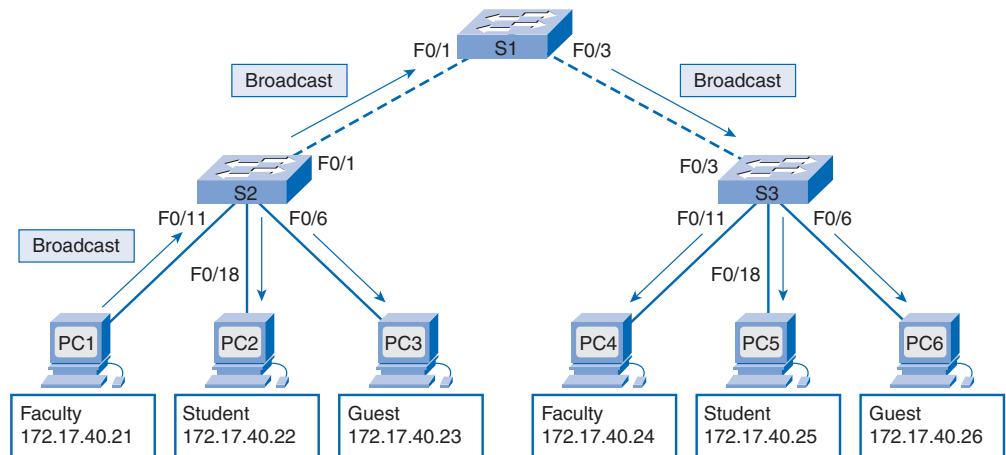 S1
F0/1
F0/3
Broadcast
Broadcast
F0/1
F0/3
S2
S3
F0/11
F0/6
F0/11
F0/6
Broadcast
F0/18
F0/18
PC1
PC2
PC3
PC4
PC5
PC6
Faculty
172.17.40.21
Student
172.17.40.22
Guest
172.17.40.23
Faculty
172.17.40.24
Student
172.17.40.25
Guest
172.17.40.26